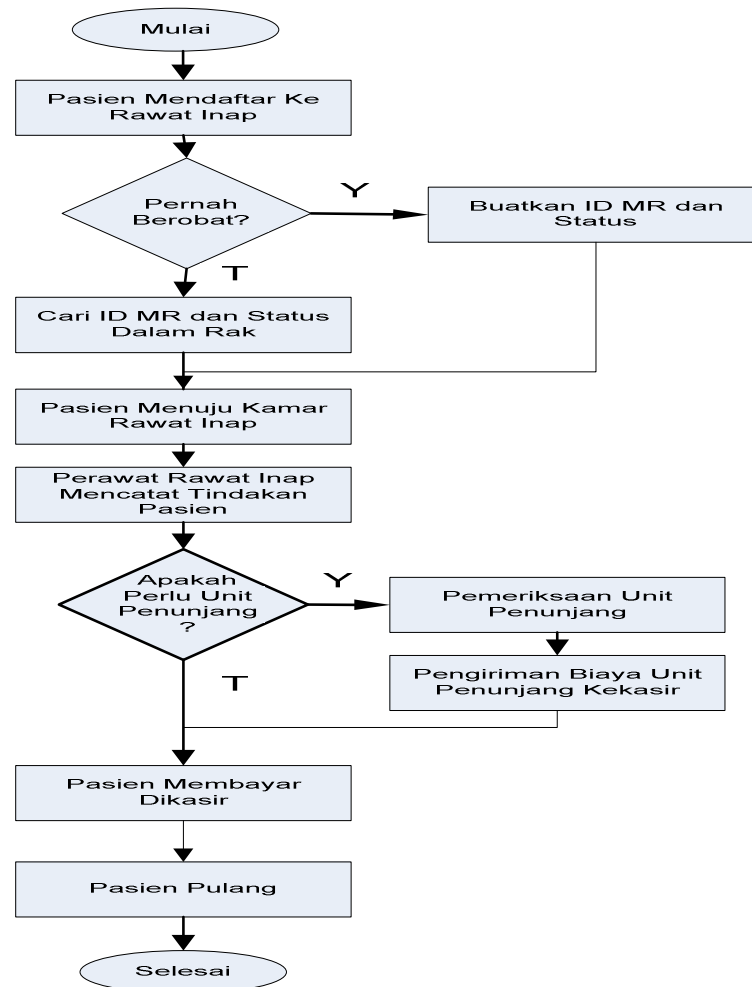 Mulai
Pasien Mendaftar Ke
Rawat Inap
Pernah
Berobat?
Y
Buatkan ID MR dan
Status
T
Cari ID MR dan Status
Dalam Rak
Pasien Menuju Kamar
Rawat Inap
Perawat Rawat Inap
Mencatat Tindakan
Pasien
Apakah
Perlu Unit
Penunjang
?
Y
Pemeriksaan Unit
Penunjang
Pengiriman Biaya Unit
Penunjang Kekasir
T
Pasien Membayar
Dikasir
Pasien Pulang
Selesai